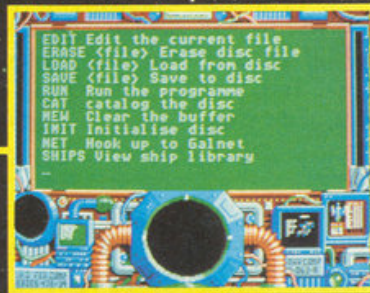 EDIT Edit the current file
ERASE <file> Erase disc file
LOAD <file> Load from disc
SAVE <file> Save to disc
RUN Run the programme
CAT catalog the disc
NEW Clear the buffer
INIT Initialise disc
NET Hook up to Galnet
SHIPS View ship library